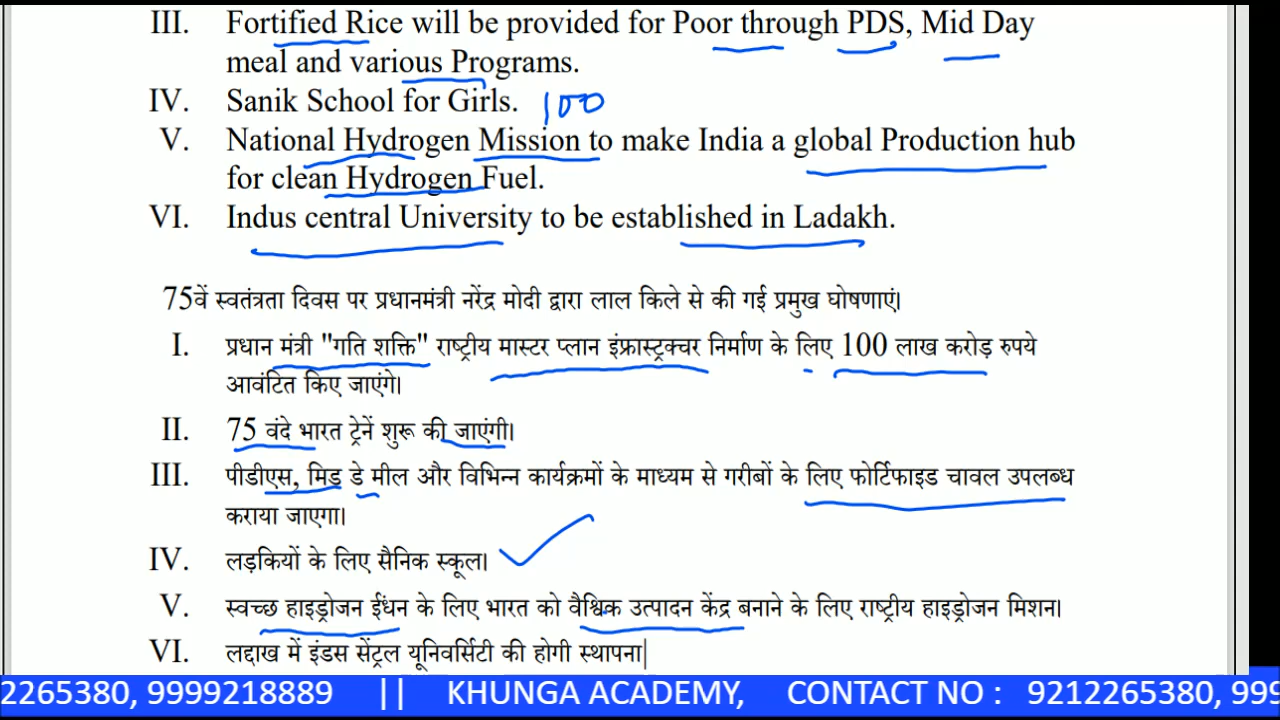 III. Fortified Rice will be provided for Poor through PDS, Mid Day
meal and various Programs.
IV. Sanik School for Girls. 100
V. National Hydrogen Mission to make India a global Production hub
for clean Hydrogen Fuel.
VI. Indus central University to be established in Ladakh.
75वें स्वतंत्रता दिवस पर प्रधानमंत्री नरेंद्र मोदी द्वारा लाल किले से की गई प्रमुख घोषणाएं।
I. प्रधान मंत्री "गति शक्ति" राष्ट्रीय मास्टर प्लान इंफ्रास्ट्रक्चर निर्माण के लिए 100 लाख करोड़ रुपये
आवंटित किए जाएंगे।
II. 75 वंदे भारत ट्रेनें शुरू की जाएंगी।
III. पीडीएस, मिड डे मील और विभिन्न कार्यक्रमों के माध्यम से गरीबों के लिए फोर्टिफाइड चावल उपलब्ध
कराया जाएगा।
IV. लड़कियों के लिए सैनिक स्कूल।
V. स्वच्छ हाइड्रोजन ईंधन के लिए भारत को वैश्विक उत्पादन केंद्र बनाने के लिए राष्ट्रीय हाइड्रोजन मिशन।
VI. लद्दाख में इंडस सेंट्रल यूनिवर्सिटी की होगी स्थापना
2265380, 9999218889 || KHUNGA ACADEMY, CONTACT NO : 9212265380, 999